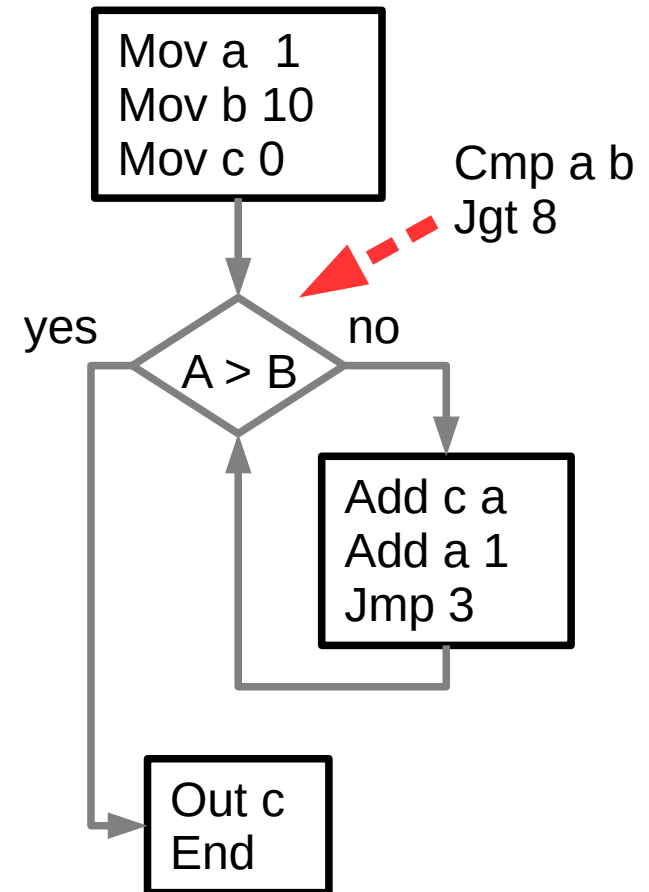 Mov a  1
Mov b 10
Mov c 0
Cmp a b
Jgt 8
yes
no
A > B
Add c a
Add a 1
Jmp 3
Out c
End